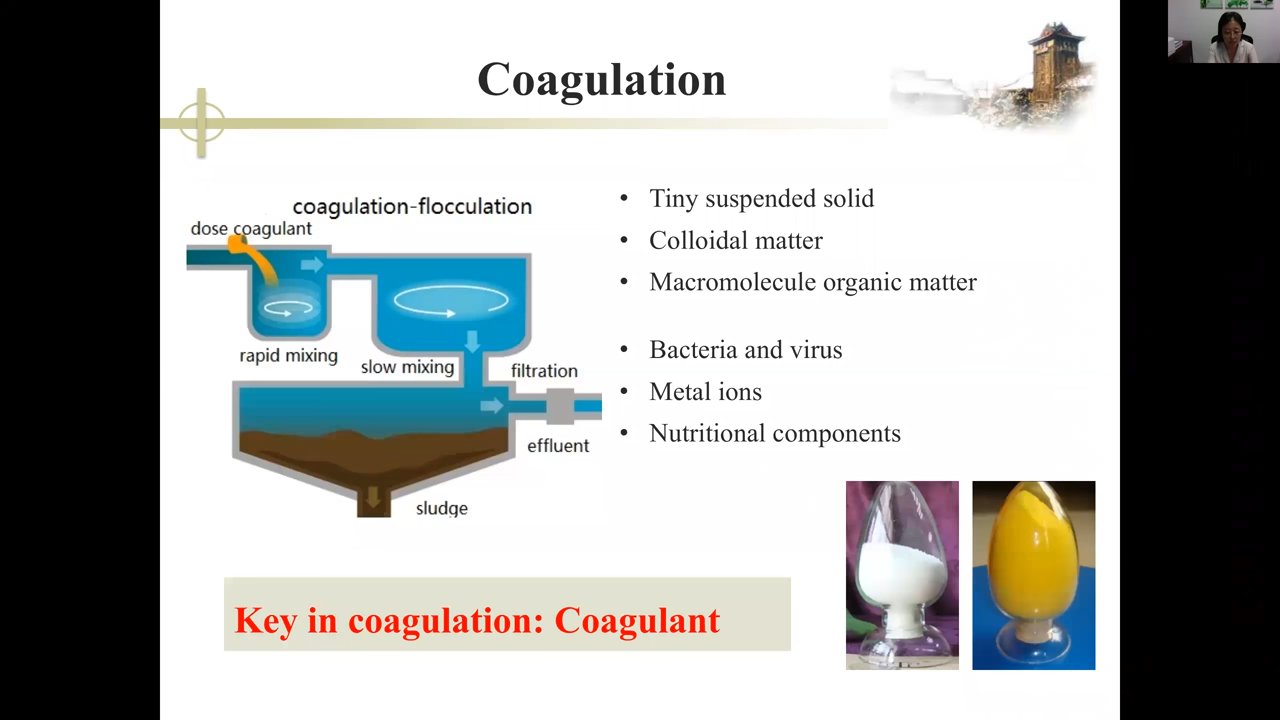 Coagulation
coagulation-flocculation
dose coagulant
rapid mixing
slow mixing
filtration
effluent
sludge
• Tiny suspended solid
• Colloidal matter
• Macromolecule organic matter
• Bacteria and virus
• Metal ions
• Nutritional components
Key in coagulation: Coagulant